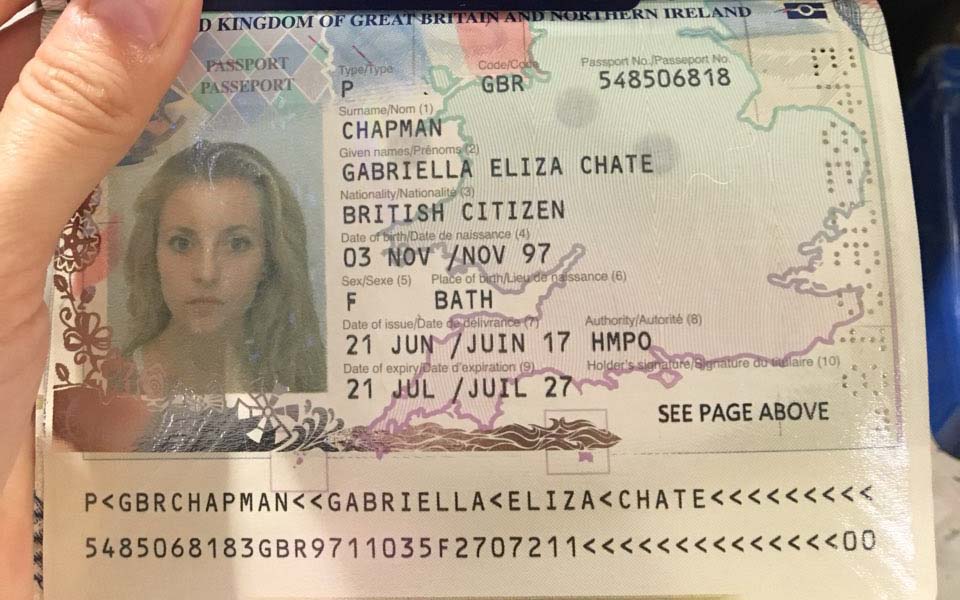 D KINGDOM OF GREAT BRITAIN AND NORTHERN IRELAND
PASSPORT
PASSEPORT
Type/Type
Code/Code
Passport No./Passeport No.
P
GBR
548506818
Surname/Nom (1)
CHAPMAN
Given names/Prénoms (2)
GABRIELLA ELIZA CHATE
Nationality/Nationalité (3)
BRITISH CITIZEN
Date of birth/Date de naissance (4)
03 NOV /NOV 97
Sex/Sexe (5)
Place of birth/Lieu de naissance (6)
F
BATH
Date of issue/Date de délivrance (7)
Authority/Autorité (8)
21 JUN /JUIN 17
HMPO
Date of expiry/Date d'expiration (9)
Holder's signature/Signature du titulaire (10)
21 JUL /JUIL 27
SEE PAGE ABOVE
P<GBRCHAPMAN<<GABRIELLA<ELIZA<CHATE<<<<<<<<<
5485068183GBR9711035F2707211<<<<<<<<<<<<<<00